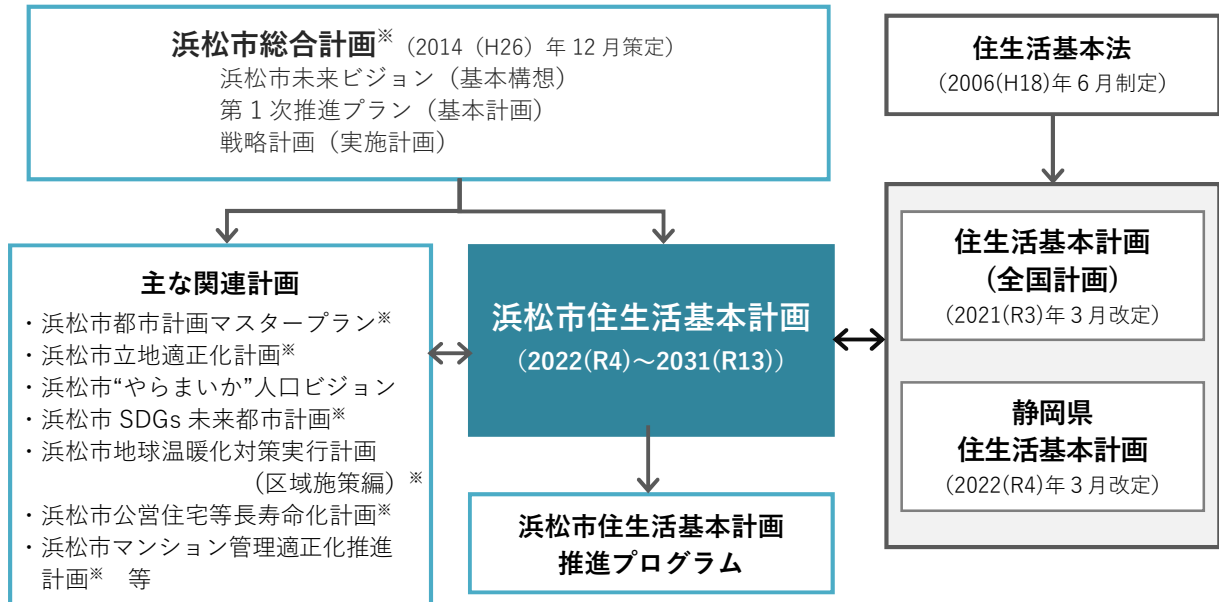 浜松市総合計画※（2014（H26）年 12 月策定）
浜松市未来ビジョン（基本構想）
第 1 次推進プラン（基本計画）
戦略計画（実施計画）
住生活基本法
（2006(H18)年 6 月制定）
主な関連計画
・浜松市都市計画マスタープラン※
・浜松市立地適正化計画※
・浜松市“やらまいか”人口ビジョン
・浜松市 SDGs 未来都市計画※
・浜松市地球温暖化対策実行計画
（区域施策編）※
・浜松市公営住宅等長寿命化計画※
・浜松市マンション管理適正化推進
計画※　等
浜松市住生活基本計画
（2022(R4)～2031(R13)）
浜松市住生活基本計画
推進プログラム
住生活基本計画
(全国計画)
（2021(R3)年 3 月改定）
静岡県
住生活基本計画
（2022(R4)年 3 月改定）